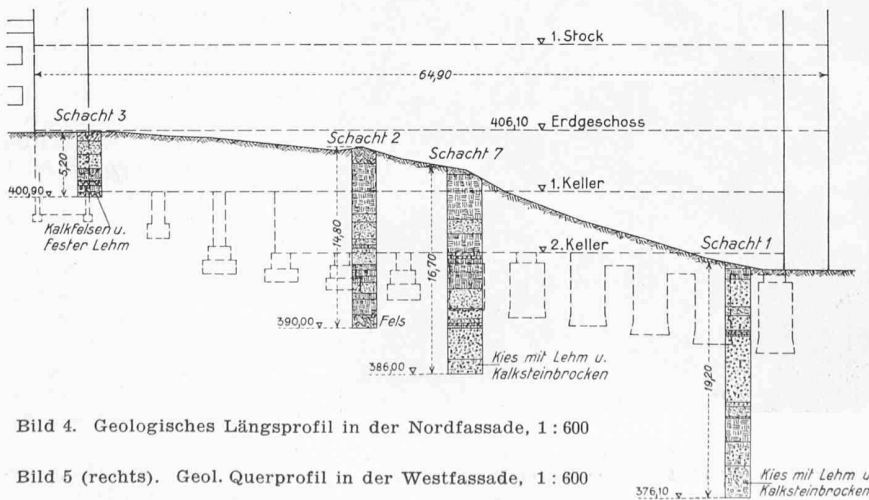 1. Stock
64,90
Schacht 3
406,10 Erdgeschoss
Schacht 2
Schacht 7
5,20
400,90
1. Keller
Kalkfelsen u.
Fester Lehm
14,80
16,70
2. Keller
Schacht 1
390,00
Fels
386,00
Kies mit Lehm u.
Kalksteinbrocken
19,20
Bild 4. Geologisches Längsprofil in der Nordfassade, 1 : 600
Bild 5 (rechts). Geol. Querprofil in der Westfassade, 1 : 600
376,10
Kies mit Lehm u
Kalksteinbrocken